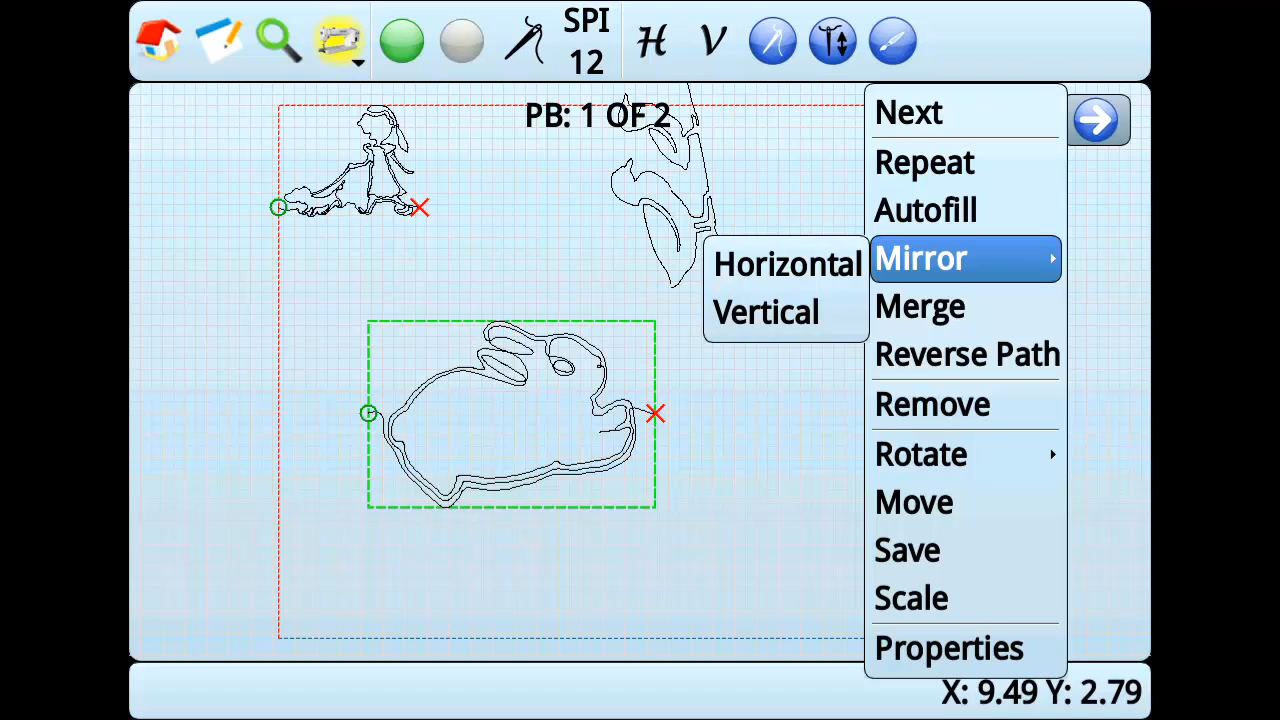 SPI
12
H
V
PB: 1 OF 2
Next
Repeat
Autofill
Mirror
Horizontal
Vertical
Merge
Reverse Path
Remove
Rotate
Move
Save
Scale
Properties
X: 9.49 Y: 2.79